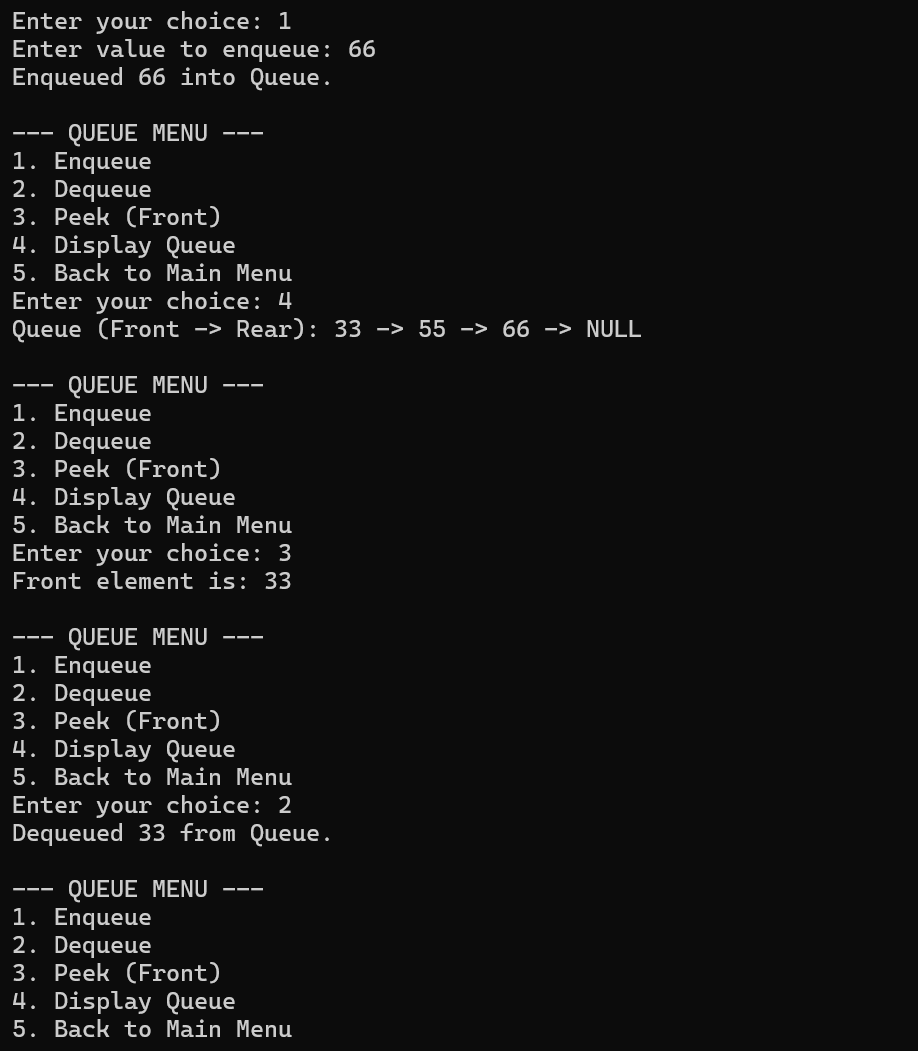 Enter your choice: 1
Enter value to enqueue: 66
Enqueued 66 into Queue.

--- QUEUE MENU ---
1. Enqueue
2. Dequeue
3. Peek (Front)
4. Display Queue
5. Back to Main Menu
Enter your choice: 4
Queue (Front -> Rear): 33 -> 55 -> 66 -> NULL

--- QUEUE MENU ---
1. Enqueue
2. Dequeue
3. Peek (Front)
4. Display Queue
5. Back to Main Menu
Enter your choice: 3
Front element is: 33

--- QUEUE MENU ---
1. Enqueue
2. Dequeue
3. Peek (Front)
4. Display Queue
5. Back to Main Menu
Enter your choice: 2
Dequeued 33 from Queue.

--- QUEUE MENU ---
1. Enqueue
2. Dequeue
3. Peek (Front)
4. Display Queue
5. Back to Main Menu